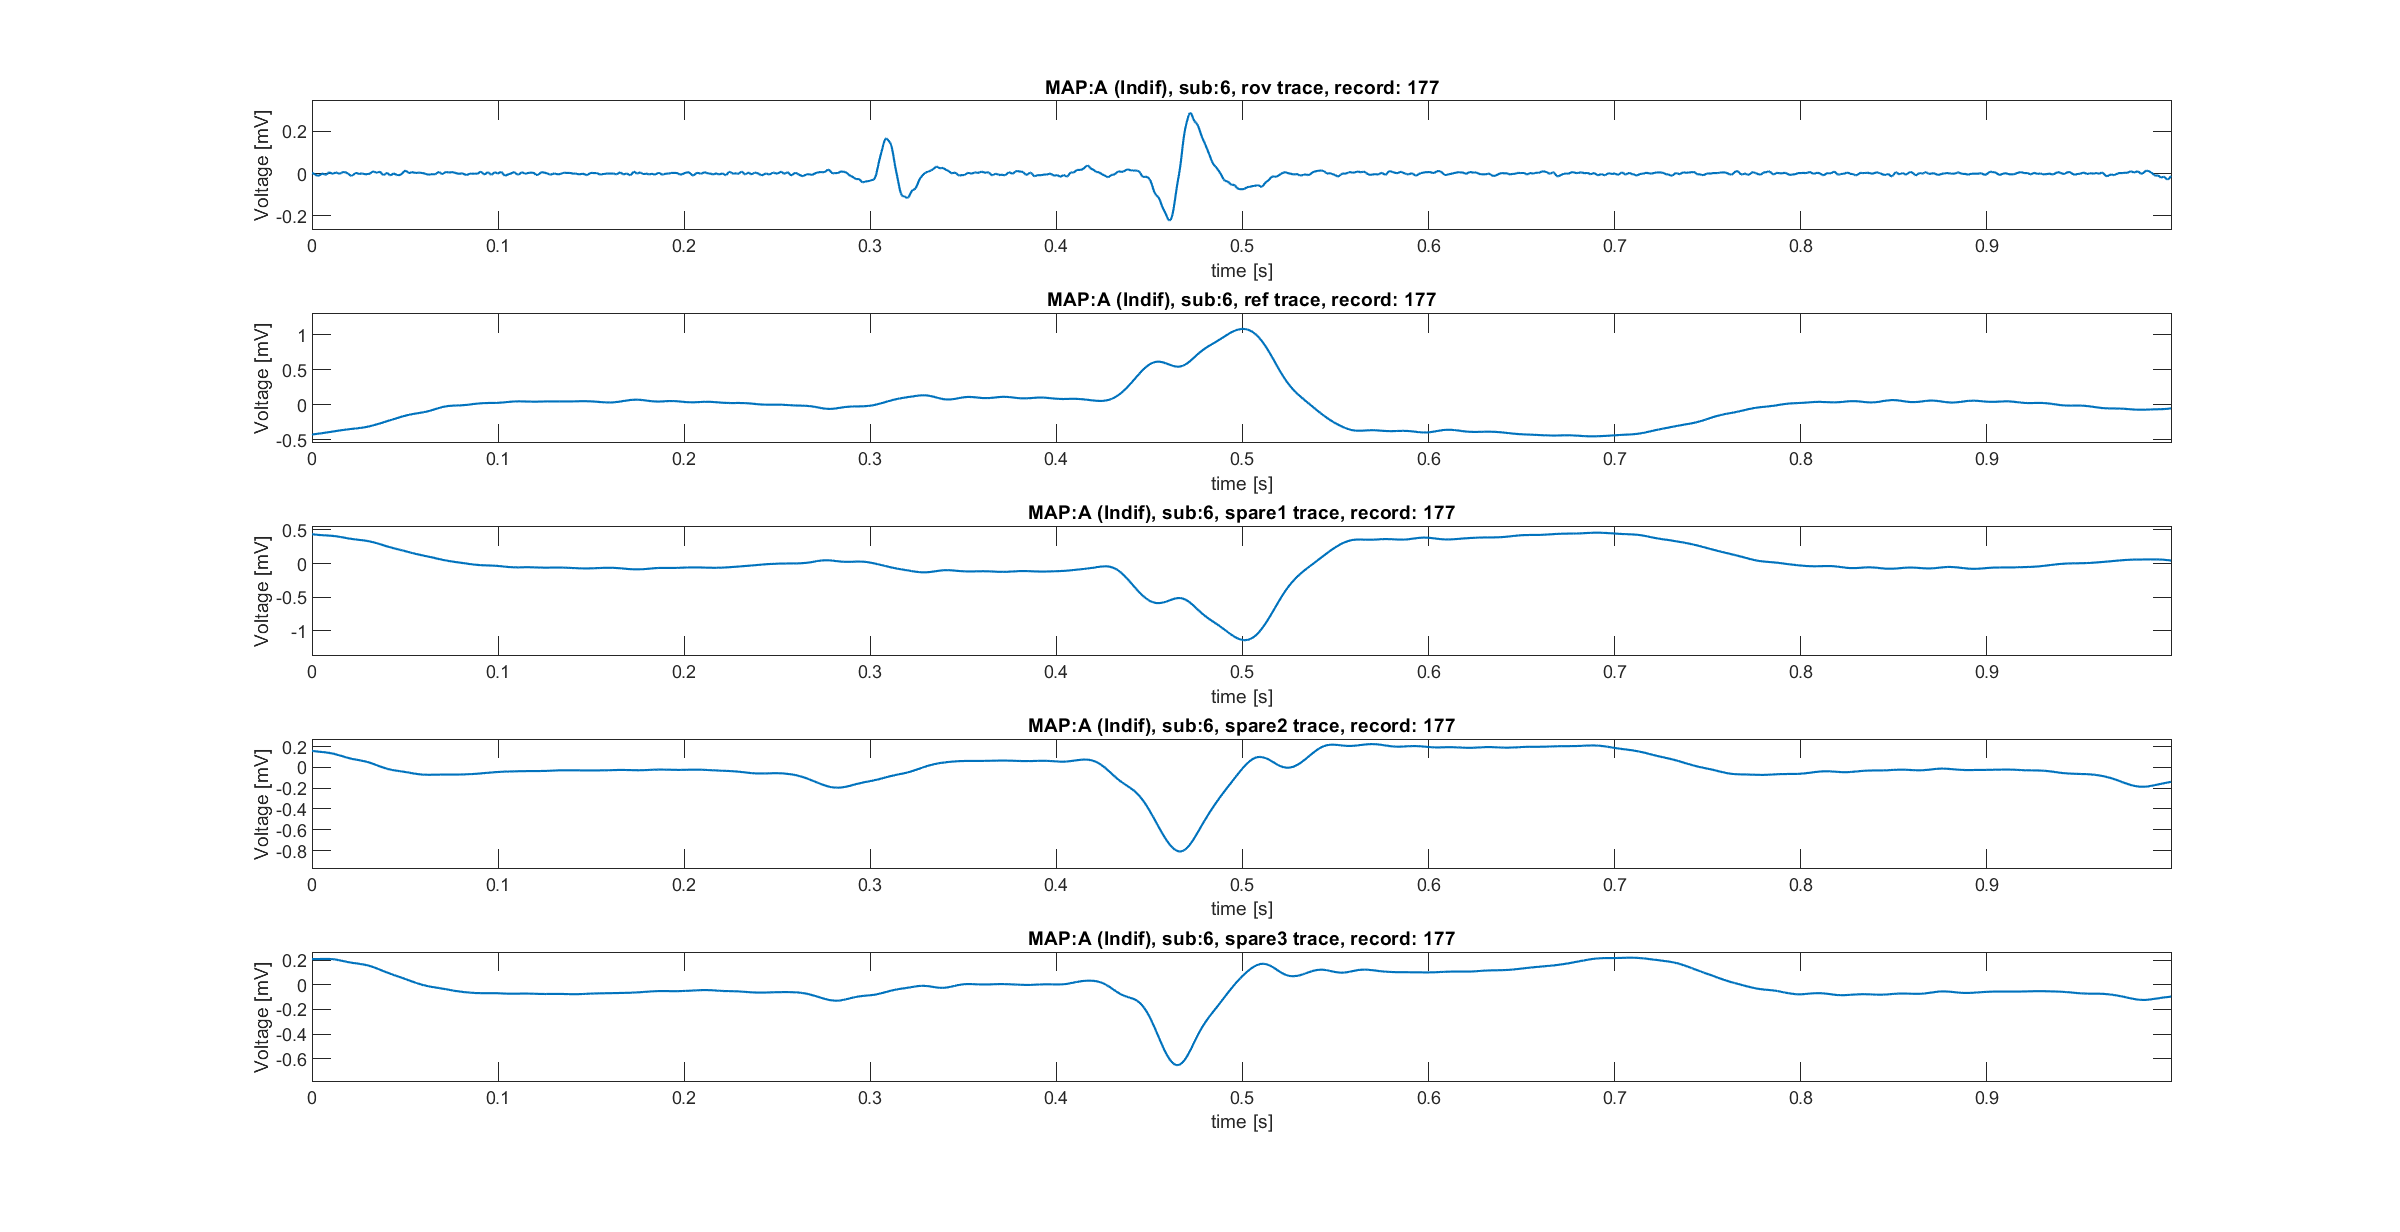 MAP:A (Indif), sub:6, rov trace, record: 177
Voltage [mV]
0.2
0
-0.2
0 0.1 0.2 0.3 0.4 0.5 0.6 0.7 0.8 0.9
time [s]
MAP:A (Indif), sub:6, ref trace, record: 177
Voltage [mV]
1
0.5
0
-0.5
0 0.1 0.2 0.3 0.4 0.5 0.6 0.7 0.8 0.9
time [s]
MAP:A (Indif), sub:6, spare1 trace, record: 177
Voltage [mV]
0.5
0
-0.5
-1
0 0.1 0.2 0.3 0.4 0.5 0.6 0.7 0.8 0.9
time [s]
MAP:A (Indif), sub:6, spare2 trace, record: 177
Voltage [mV]
0.2
0
-0.2
-0.4
-0.6
-0.8
0 0.1 0.2 0.3 0.4 0.5 0.6 0.7 0.8 0.9
time [s]
MAP:A (Indif), sub:6, spare3 trace, record: 177
Voltage [mV]
0.2
0
-0.2
-0.4
-0.6
0 0.1 0.2 0.3 0.4 0.5 0.6 0.7 0.8 0.9
time [s]